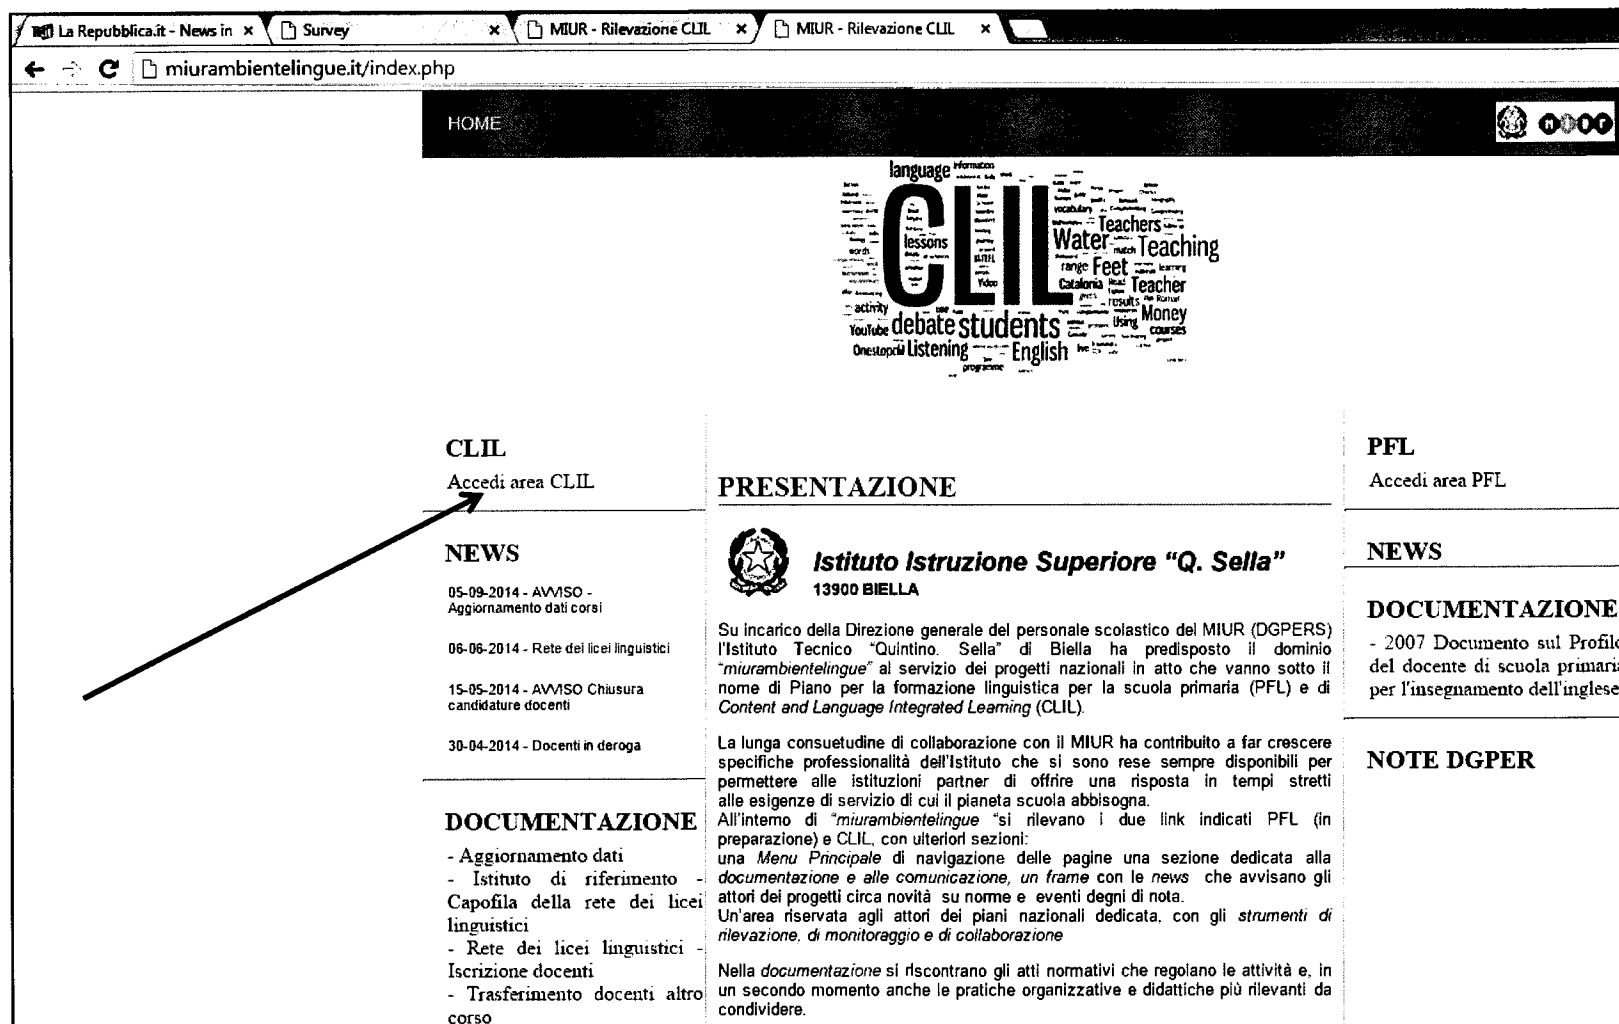 La Repubblica.it - News in
Survey
MIUR - Rilevazione CLIL
MIUR - Rilevazione CLIL
miurambientelingue.it/index.php
HOME
language
CLIL
lessons
Teachers
Water
Teaching
range Feet
Catalonia
Teacher
results
activity
Using
Money
courses
YouTube debate students
Listening
English
programme
CLIL
Accedi area CLIL
NEWS
05-09-2014 - AVVISO -
Aggiornamento dati corsi
06-06-2014 - Rete dei licei linguistici
15-05-2014 - AVVISO Chiusura
candidature docenti
30-04-2014 - Docenti in deroga
DOCUMENTAZIONE
- Aggiornamento dati
- Istituto di riferimento -
Capofila della rete dei licei
linguistici
- Rete dei licei linguistici -
Iscrizione docenti
- Trasferimento docenti altro
corso
PRESENTAZIONE
Istituto Istruzione Superiore “Q. Sella”
13900 BIELLA
Su incarico della Direzione generale del personale scolastico del MIUR (DGPERS)
l'Istituto Tecnico “Quintino. Sella” di Biella ha predisposto il dominio
“miurambientelingue” al servizio dei progetti nazionali in atto che vanno sotto il
nome di Piano per la formazione linguistica per la scuola primaria (PFL) e di
Content and Language Integrated Learning (CLIL).
La lunga consuetudine di collaborazione con il MIUR ha contribuito a far crescere
specifiche professionalità dell'Istituto che si sono rese sempre disponibili per
permettere alle istituzioni partner di offrire una risposta in tempi stretti
alle esigenze di servizio di cui il pianeta scuola abbisogna.
All'interno di “miurambientelingue “si rilevano i due link indicati PFL (in
preparazione) e CLIL, con ulteriori sezioni:
una Menu Principale di navigazione delle pagine una sezione dedicata alla
documentazione e alle comunicazione, un frame con le news che avvisano gli
attori dei progetti circa novità su norme e eventi degni di nota.
Un'area riservata agli attori dei piani nazionali dedicata, con gli strumenti di
rilevazione, di monitoraggio e di collaborazione
Nella documentazione si riscontrano gli atti normativi che regolano le attività e, in
un secondo momento anche le pratiche organizzative e didattiche più rilevanti da
condividere.
PFL
Accedi area PFL
NEWS
DOCUMENTAZIONE
- 2007 Documento sul Profilo
del docente di scuola primaria
per l'insegnamento dell'inglese
NOTE DGPER